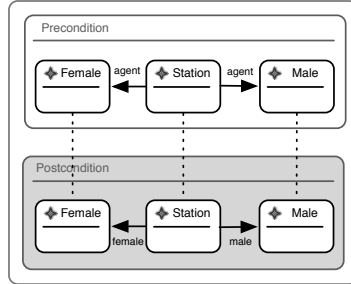 Precondition
Female
agent
Station
agent
Male
Postcondition
Female
female
Station
male
Male